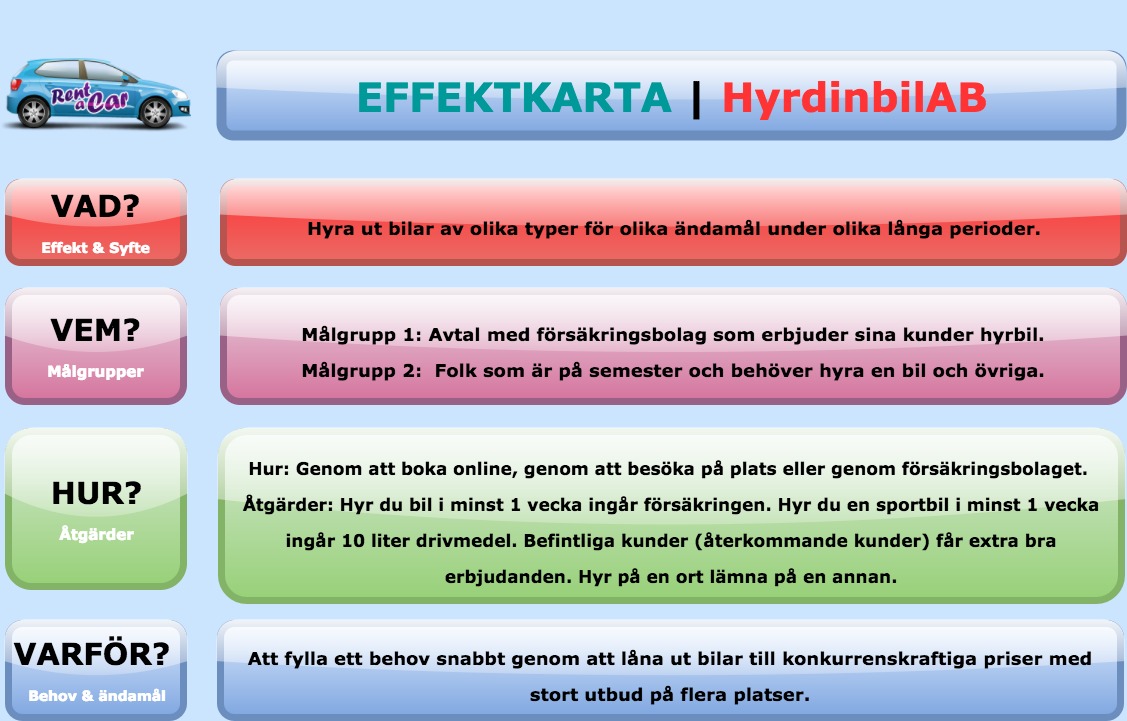 Rent
a Car
EFFEKTKARTA | HyrdinbilAB
VAD?
Effekt & Syfte
Hyra ut bilar av olika typer för olika ändamål under olika långa perioder.
VEM?
Målgrupper
Målgrupp 1: Avtal med försäkringsbolag som erbjuder sina kunder hyrbil.
Målgrupp 2:  Folk som är på semester och behöver hyra en bil och övriga.
HUR?
Åtgärder
Hur: Genom att boka online, genom att besöka på plats eller genom försäkringsbolaget.
Åtgärder: Hyr du bil i minst 1 vecka ingår försäkringen. Hyr du en sportbil i minst 1 vecka
ingår 10 liter drivmedel. Befintliga kunder (återkommande kunder) får extra bra
erbjudanden. Hyr på en ort lämna på en annan.
VARFÖR?
Behov & ändamål
Att fylla ett behov snabbt genom att låna ut bilar till konkurrenskraftiga priser med
stort utbud på flera platser.